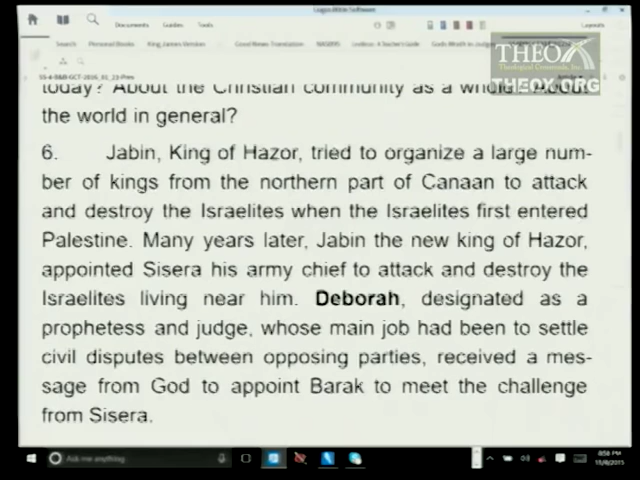 Logos Bible Software
Documents Guides Tools
Layouts
Search Personal Books King James Version Good News Translation NASB95
THEOX
THEOX.ORG
today? About the Christian community as a whole? About
the world in general?
6. Jabin, King of Hazor, tried to organize a large num-
ber of kings from the northern part of Canaan to attack
and destroy the Israelites when the Israelites first entered
Palestine. Many years later, Jabin the new king of Hazor,
appointed Sisera his army chief to attack and destroy the
Israelites living near him. Deborah, designated as a
prophetess and judge, whose main job had been to settle
civil disputes between opposing parties, received a mes-
sage from God to appoint Barak to meet the challenge
from Sisera.
Ask me anything
8:58 PM